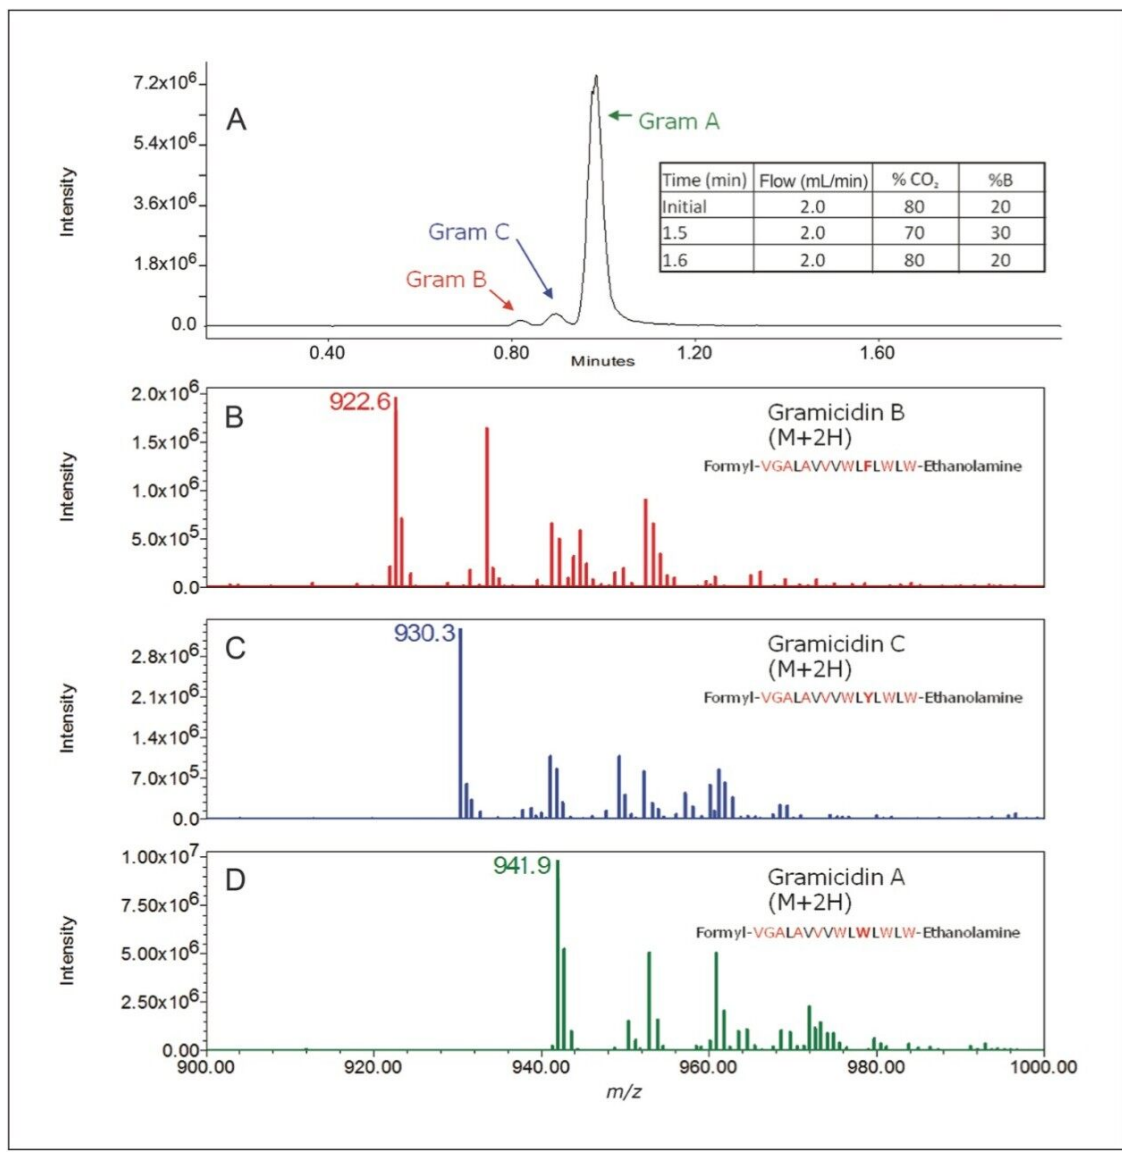 A
Intensity
7.2x10⁶
5.4x10⁶
3.6x10⁶
1.8x10⁶
0.0
Gram A
Gram C
Gram B
Time (min) Flow (mL/min) % CO₂ %B
Initial 2.0 80 20
1.5 2.0 70 30
1.6 2.0 80 20
0.40 0.80 1.20 1.60
Minutes
B
Intensity
2.0x10⁶
1.5x10⁶
1.0x10⁶
5.0x10⁵
0.0
922.6
Gramicidin B
(M+2H)
Formyl-VGALAVVVWLFLWLW-Ethanolamine
C
Intensity
2.8x10⁶
2.1x10⁶
1.4x10⁶
7.0x10⁵
0.0
930.3
Gramicidin C
(M+2H)
Formyl-VGALAVVVWLYLWLW-Ethanolamine
D
Intensity
1.00x10⁷
7.50x10⁶
5.00x10⁶
2.50x10⁶
0.00
941.9
Gramicidin A
(M+2H)
Formyl-VGALAVVVWLWLWLW-Ethanolamine
900.00 920.00 940.00 960.00 980.00 1000.00
m/z